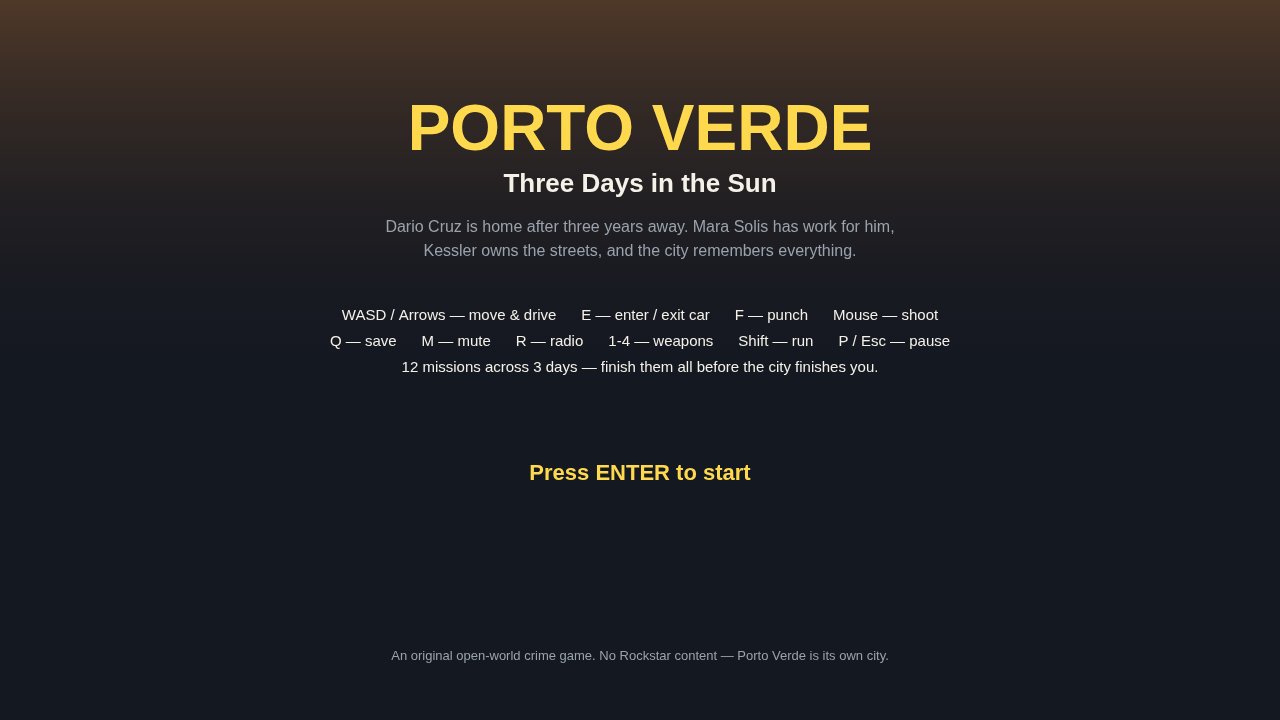 PORTO VERDE
Three Days in the Sun
Dario Cruz is home after three years away. Mara Solis has work for him,
Kessler owns the streets, and the city remembers everything.
WASD / Arrows — move & drive E — enter / exit car F — punch Mouse — shoot
Q — save M — mute R — radio 1-4 — weapons Shift — run P / Esc — pause
12 missions across 3 days — finish them all before the city finishes you.
Press ENTER to start
An original open-world crime game. No Rockstar content — Porto Verde is its own city.